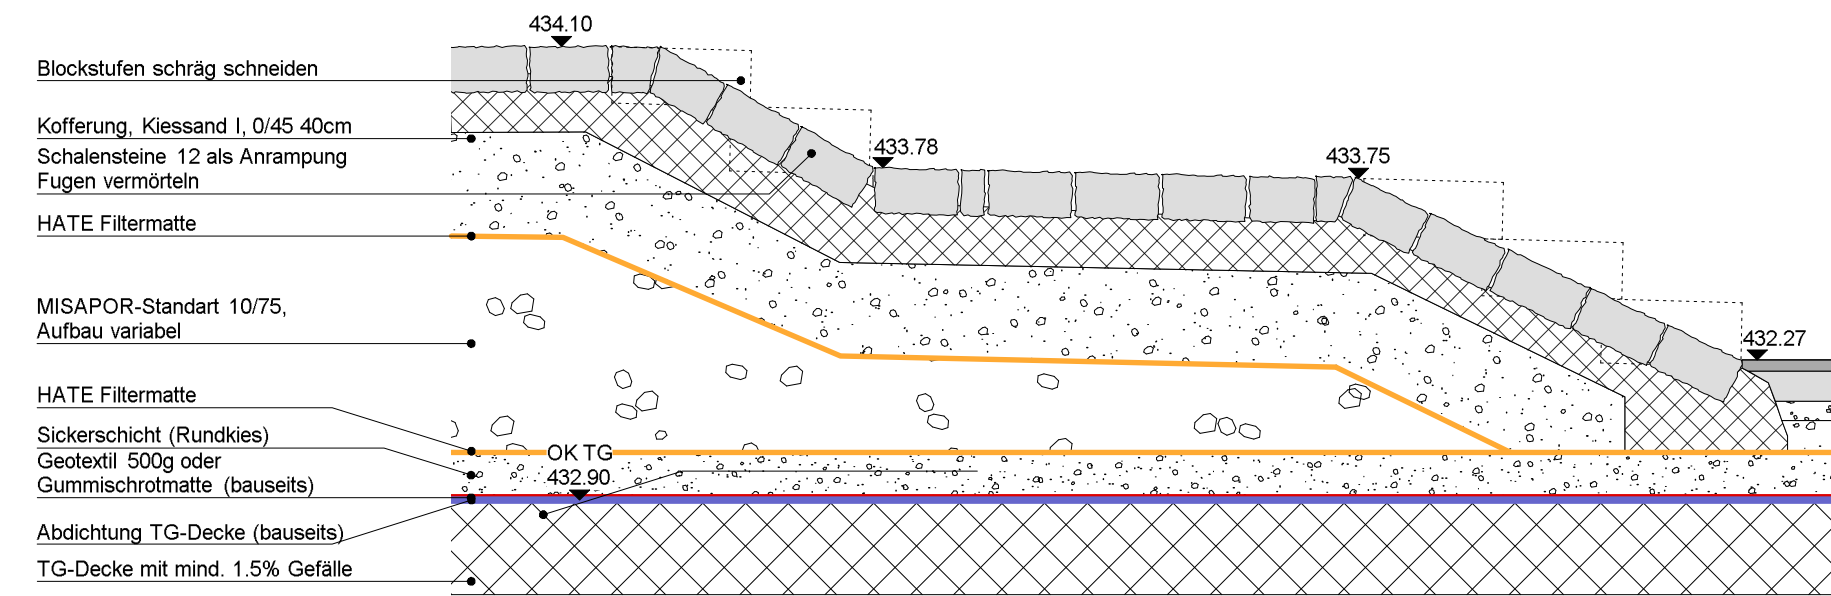 434.10
Blockstufen schräg schneiden
Kofferung, Kiessand I, 0/45 40cm
Schalensteine 12 als Anrampung
Fugen vermörteln
433.78
433.75
HATE Filtermatte
MISAPOR-Standart 10/75,
Aufbau variabel
432.27
HATE Filtermatte
Sickerschicht (Rundkies)
OK TG
432.90
Geotextil 500g oder
Gummischrotmatte (bauseits)
Abdichtung TG-Decke (bauseits)
TG-Decke mit mind. 1.5% Gefälle